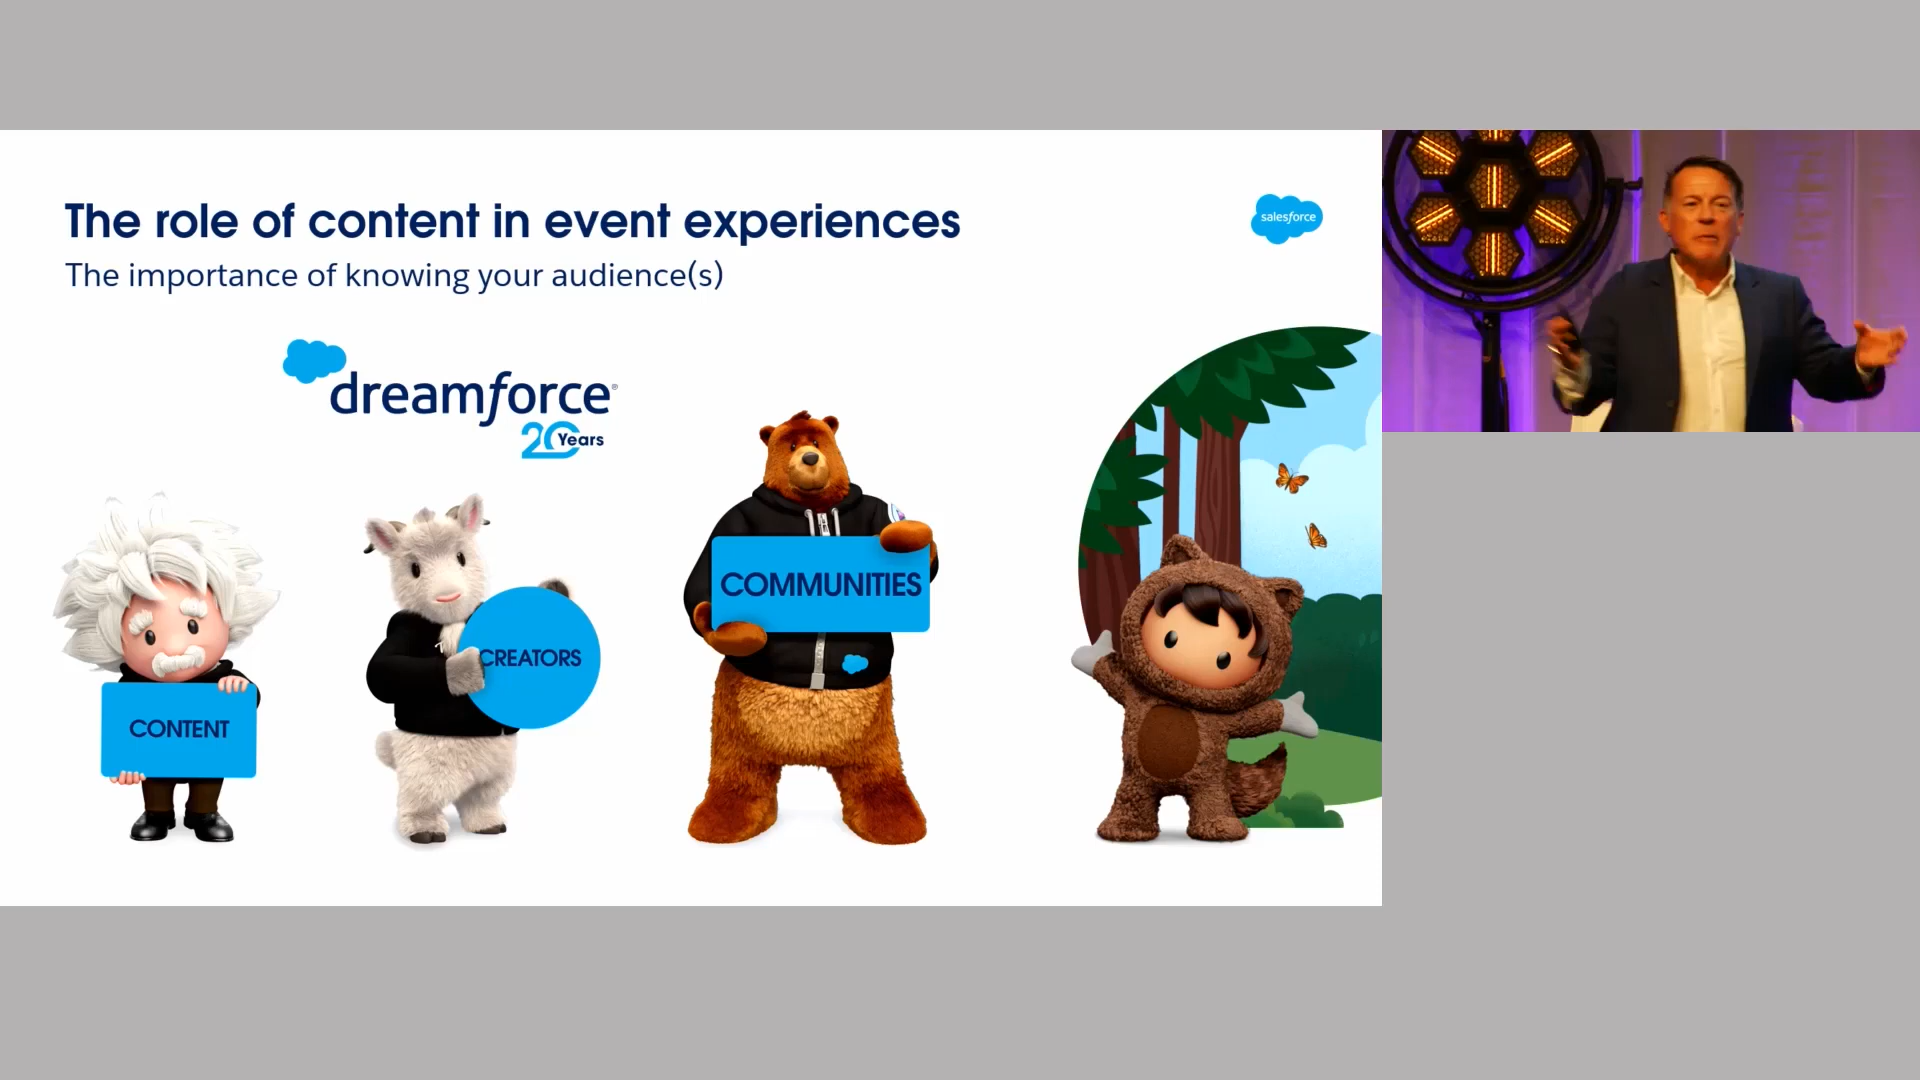 The role of content in event experiences
The importance of knowing your audience(s)
salesforce
dreamforce®
20 Years
CONTENT
CREATORS
COMMUNITIES